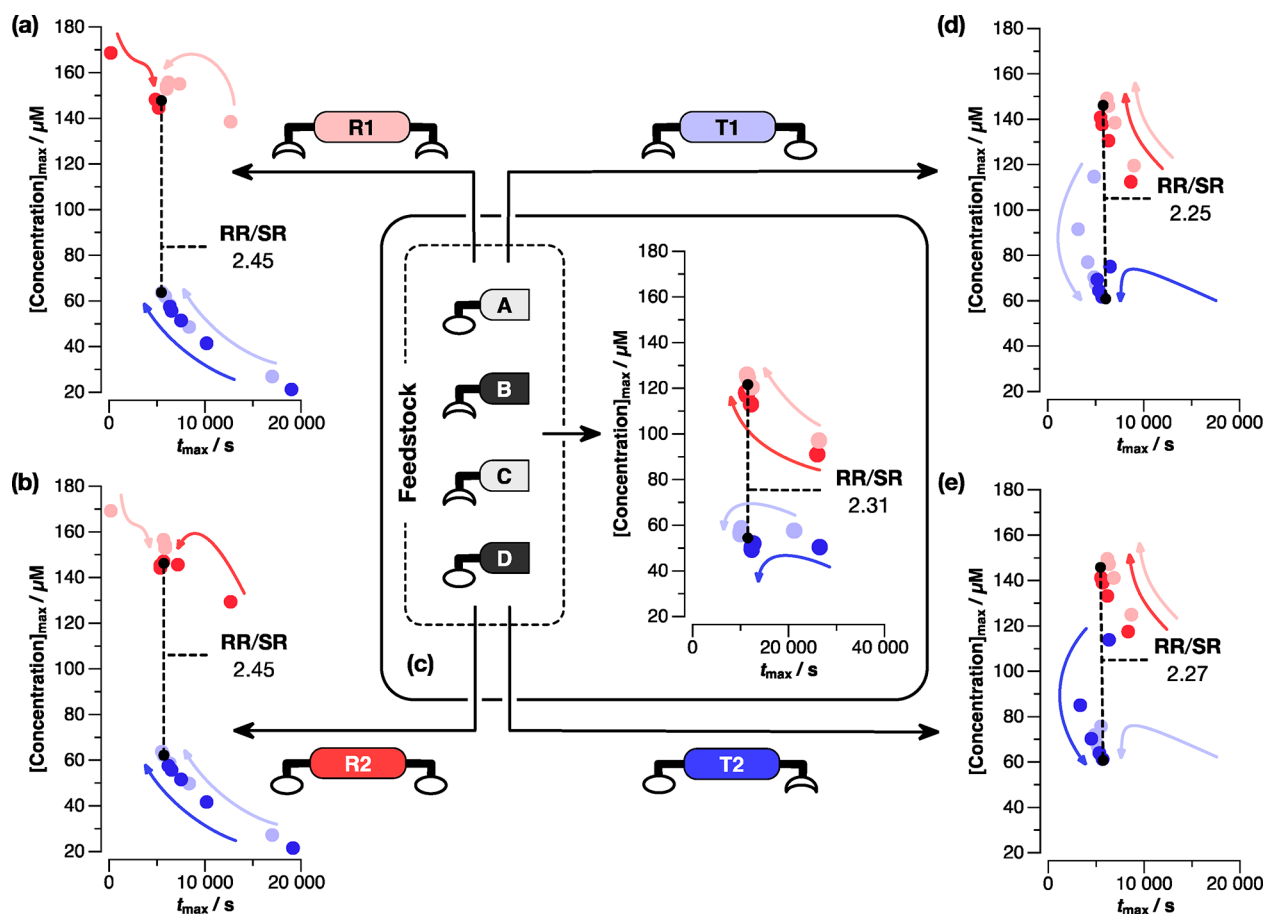 (a)
180
160
140
120
100
80
60
40
20
[Concentration]max / µM
0
10 000
20 000
tmax / s
RR/SR
2.45
R1
T1
(d)
180
160
140
120
100
80
60
40
20
[Concentration]max / µM
0
10 000
20 000
tmax / s
RR/SR
2.25
Feedstock
A
B
C
D
(c)
180
160
140
120
100
80
60
40
20
[Concentration]max / µM
0
20 000
40 000
tmax / s
RR/SR
2.31
(b)
180
160
140
120
100
80
60
40
20
[Concentration]max / µM
0
10 000
20 000
tmax / s
RR/SR
2.45
R2
T2
(e)
180
160
140
120
100
80
60
40
20
[Concentration]max / µM
0
10 000
20 000
tmax / s
RR/SR
2.27